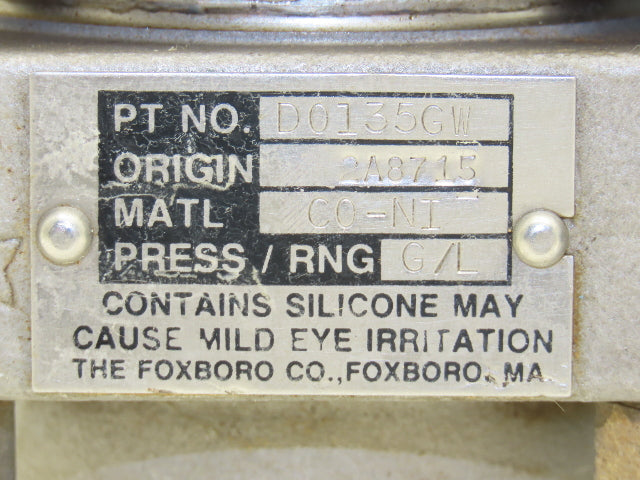 PT NO. D0135GW
ORIGIN 2A8715
MATL CO-NI
PRESS / RNG G/L
CONTAINS SILICONE MAY
CAUSE MILD EYE IRRITATION
THE FOXBORO CO., FOXBORO, MA